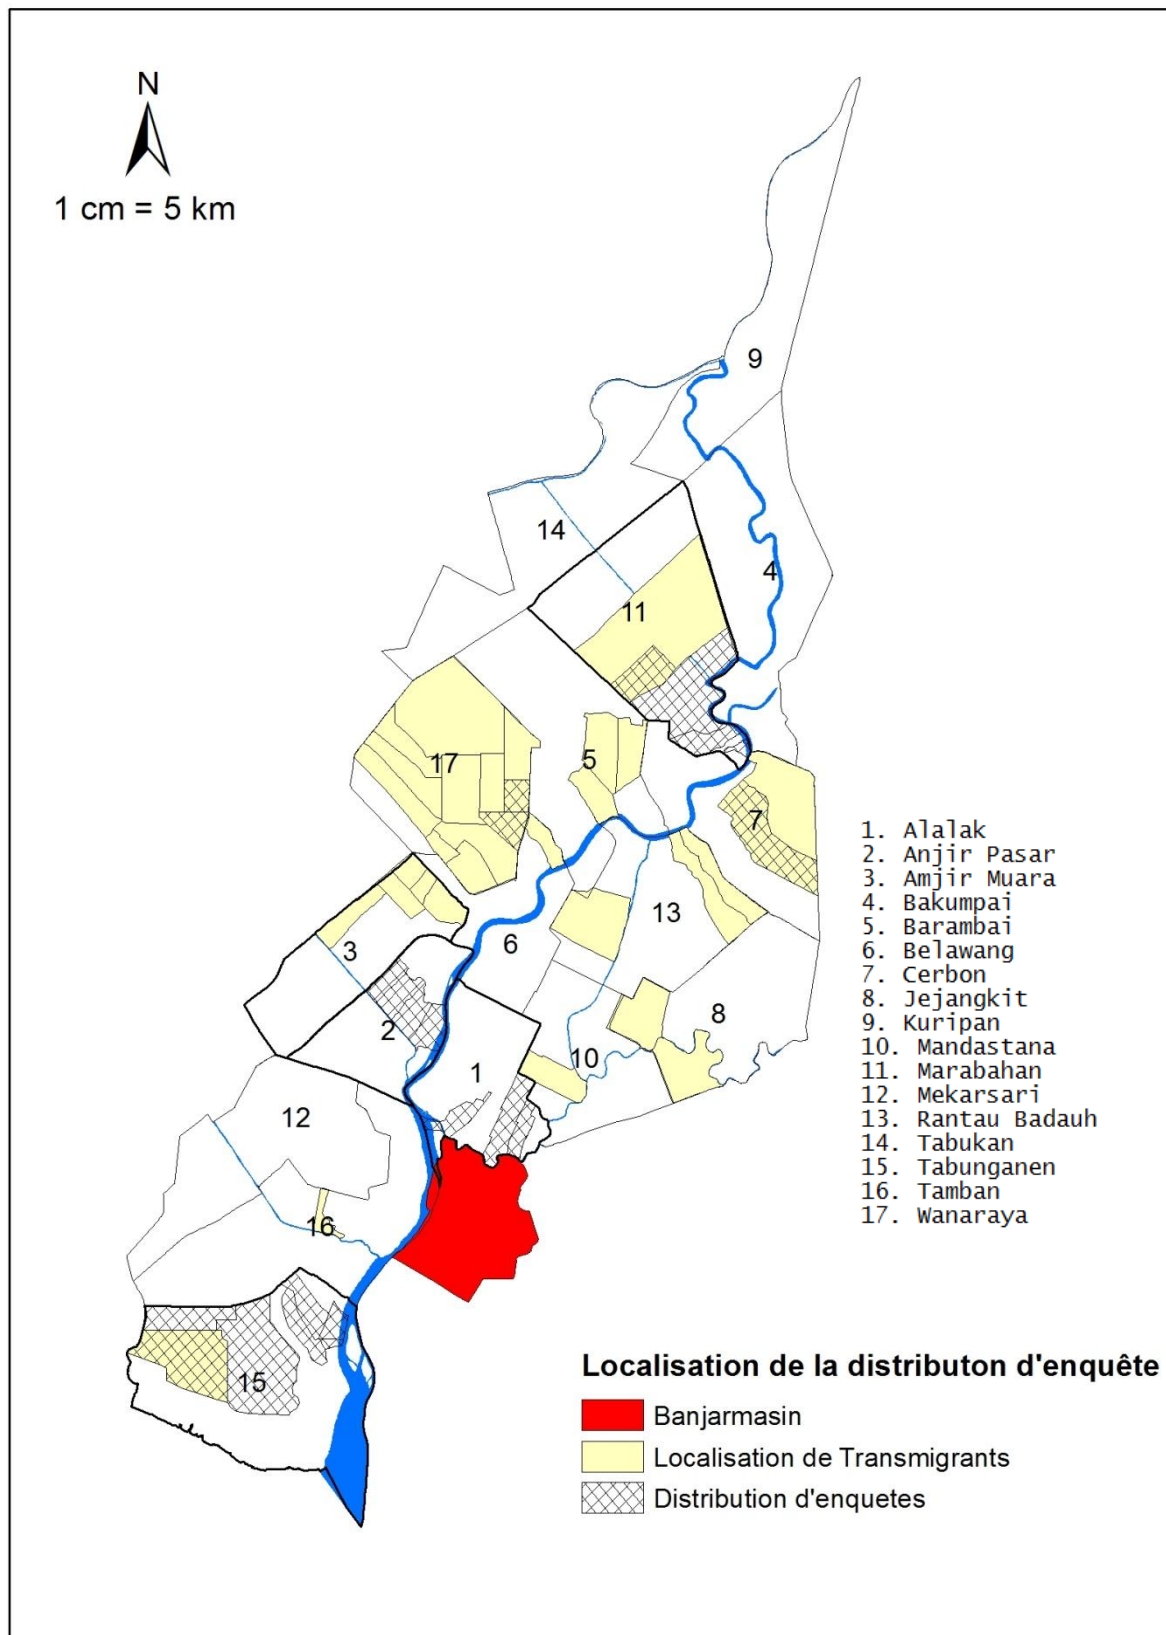 N
1 cm = 5 km
9
14
4
11
17
5
7
13
3
6
2
8
1
10
12
16
15
1. Alalak
2. Anjir Pasar
3. Amjir Muara
4. Bakumpai
5. Barambai
6. Belawang
7. Cerbon
8. Jejangkit
9. Kuripan
10. Mandastana
11. Marabahan
12. Mekarsari
13. Rantau Badauh
14. Tabukan
15. Tabunganen
16. Tamban
17. Wanaraya
Localisation de la distributon d'enquête
Banjarmasin
Localisation de Transmigrants
Distribution d'enquetes